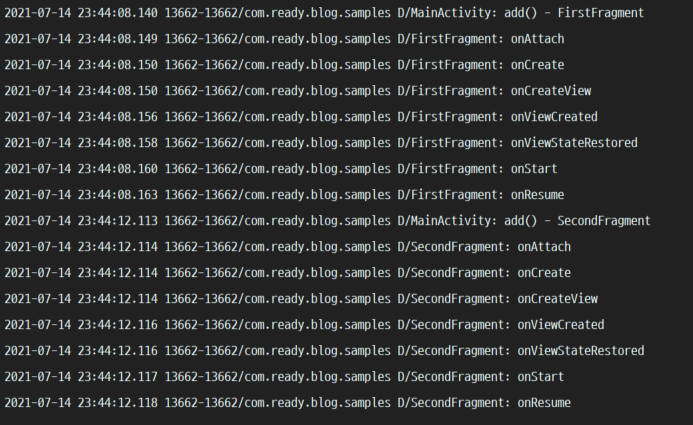 2021-07-14 23:44:08.140 13662-13662/com.ready.blog.samples D/MainActivity: add() - FirstFragment
2021-07-14 23:44:08.149 13662-13662/com.ready.blog.samples D/FirstFragment: onAttach
2021-07-14 23:44:08.150 13662-13662/com.ready.blog.samples D/FirstFragment: onCreate
2021-07-14 23:44:08.150 13662-13662/com.ready.blog.samples D/FirstFragment: onCreateView
2021-07-14 23:44:08.156 13662-13662/com.ready.blog.samples D/FirstFragment: onViewCreated
2021-07-14 23:44:08.158 13662-13662/com.ready.blog.samples D/FirstFragment: onViewStateRestored
2021-07-14 23:44:08.160 13662-13662/com.ready.blog.samples D/FirstFragment: onStart
2021-07-14 23:44:08.163 13662-13662/com.ready.blog.samples D/FirstFragment: onResume
2021-07-14 23:44:12.113 13662-13662/com.ready.blog.samples D/MainActivity: add() - SecondFragment
2021-07-14 23:44:12.114 13662-13662/com.ready.blog.samples D/SecondFragment: onAttach
2021-07-14 23:44:12.114 13662-13662/com.ready.blog.samples D/SecondFragment: onCreate
2021-07-14 23:44:12.114 13662-13662/com.ready.blog.samples D/SecondFragment: onCreateView
2021-07-14 23:44:12.116 13662-13662/com.ready.blog.samples D/SecondFragment: onViewCreated
2021-07-14 23:44:12.116 13662-13662/com.ready.blog.samples D/SecondFragment: onViewStateRestored
2021-07-14 23:44:12.117 13662-13662/com.ready.blog.samples D/SecondFragment: onStart
2021-07-14 23:44:12.118 13662-13662/com.ready.blog.samples D/SecondFragment: onResume